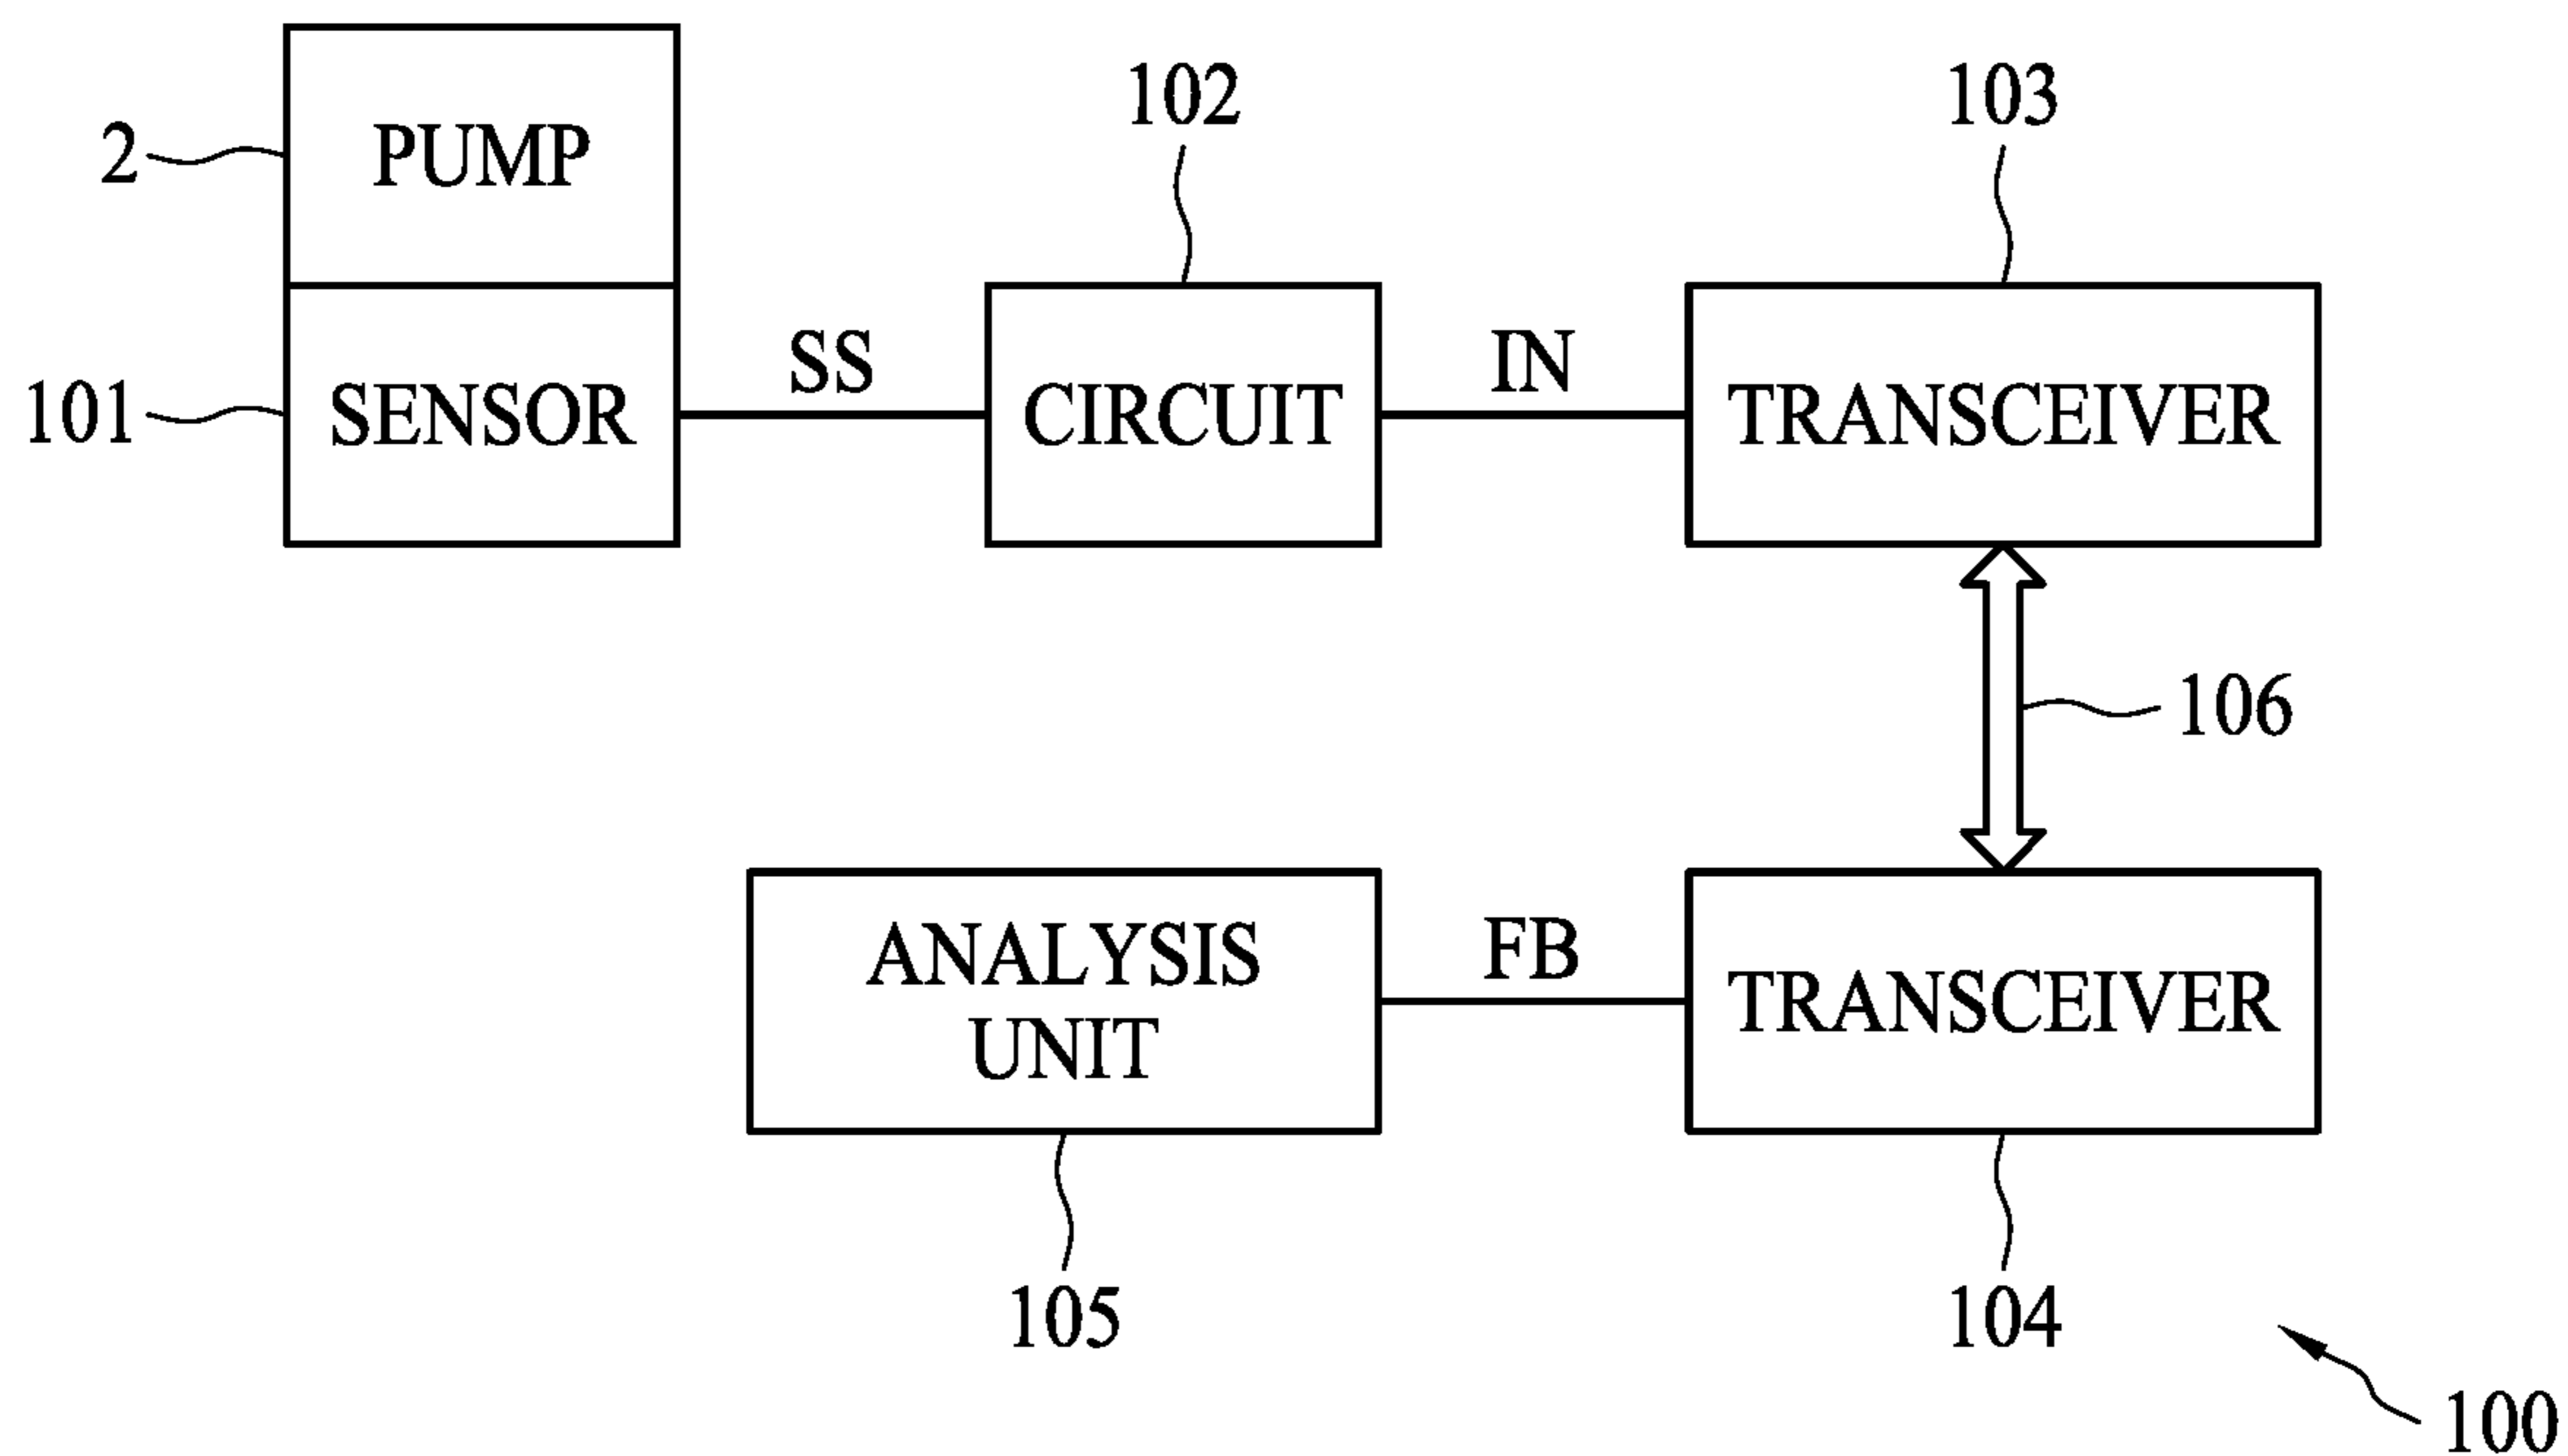 102
103
2
PUMP
SS
IN
101
SENSOR
CIRCUIT
TRANSCEIVER
106
ANALYSIS
UNIT
FB
TRANSCEIVER
105
104
100